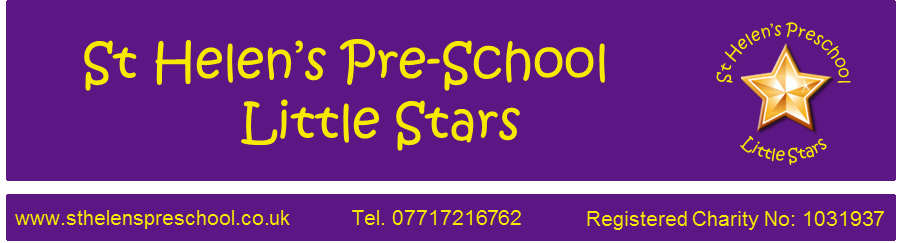 St Helen's Pre-School
Little Stars
St Helen's Preschool
Little Stars
www.sthelenspreschool.co.uk Tel. 07717216762 Registered Charity No: 1031937